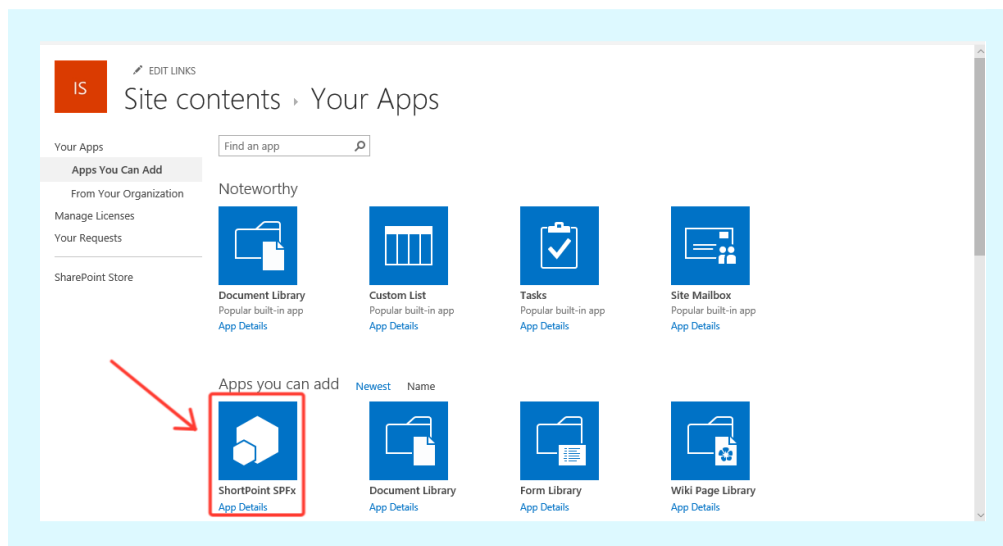 IS
EDIT LINKS
Site contents › Your Apps
Your Apps
Apps You Can Add
From Your Organization
Manage Licenses
Your Requests
SharePoint Store
Find an app
Noteworthy
Document Library
Popular built-in app
App Details
Custom List
Popular built-in app
App Details
Tasks
Popular built-in app
App Details
Site Mailbox
Popular built-in app
App Details
Apps you can add Newest Name
ShortPoint SPFx
App Details
Document Library
App Details
Form Library
App Details
Wiki Page Library
App Details